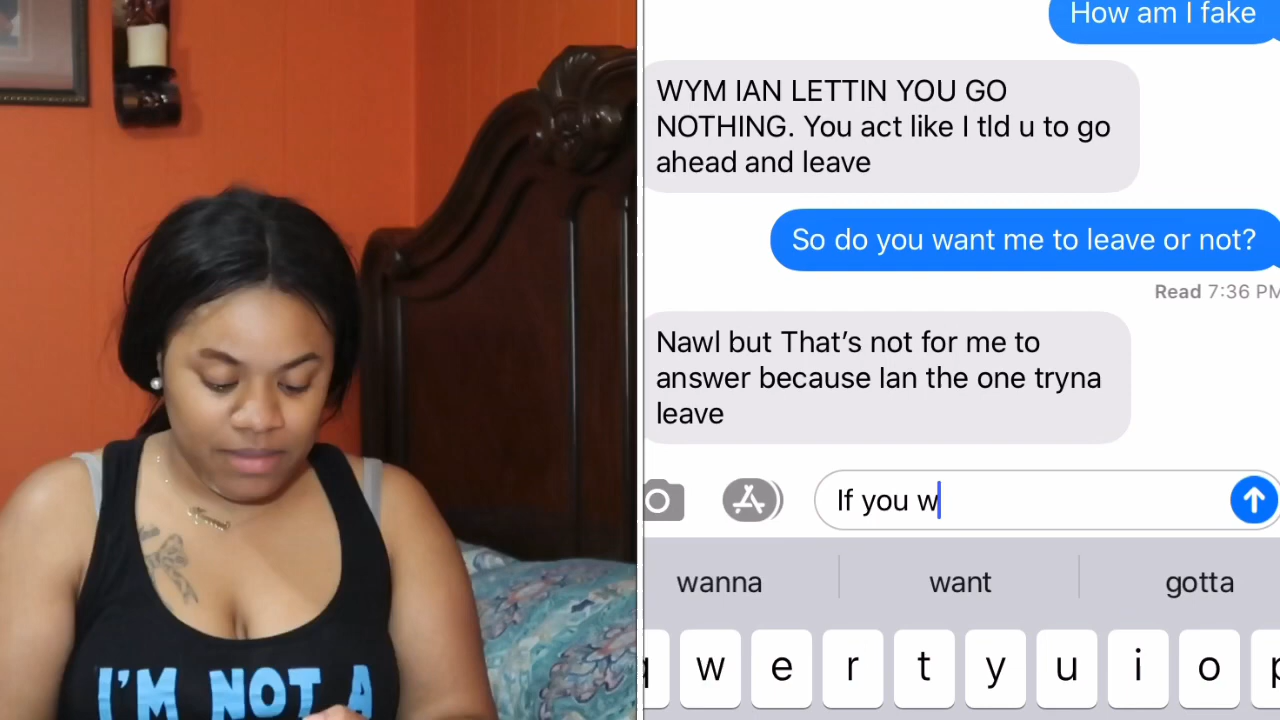 I'M NOT A
How am I fake
WYM IAN LETTIN YOU GO
NOTHING. You act like I tld u to go
ahead and leave
So do you want me to leave or not?
Read 7:36 PM
Nawl but That's not for me to
answer because Ian the one tryna
leave
If you w
wanna want gotta
q w e r t y u i o p